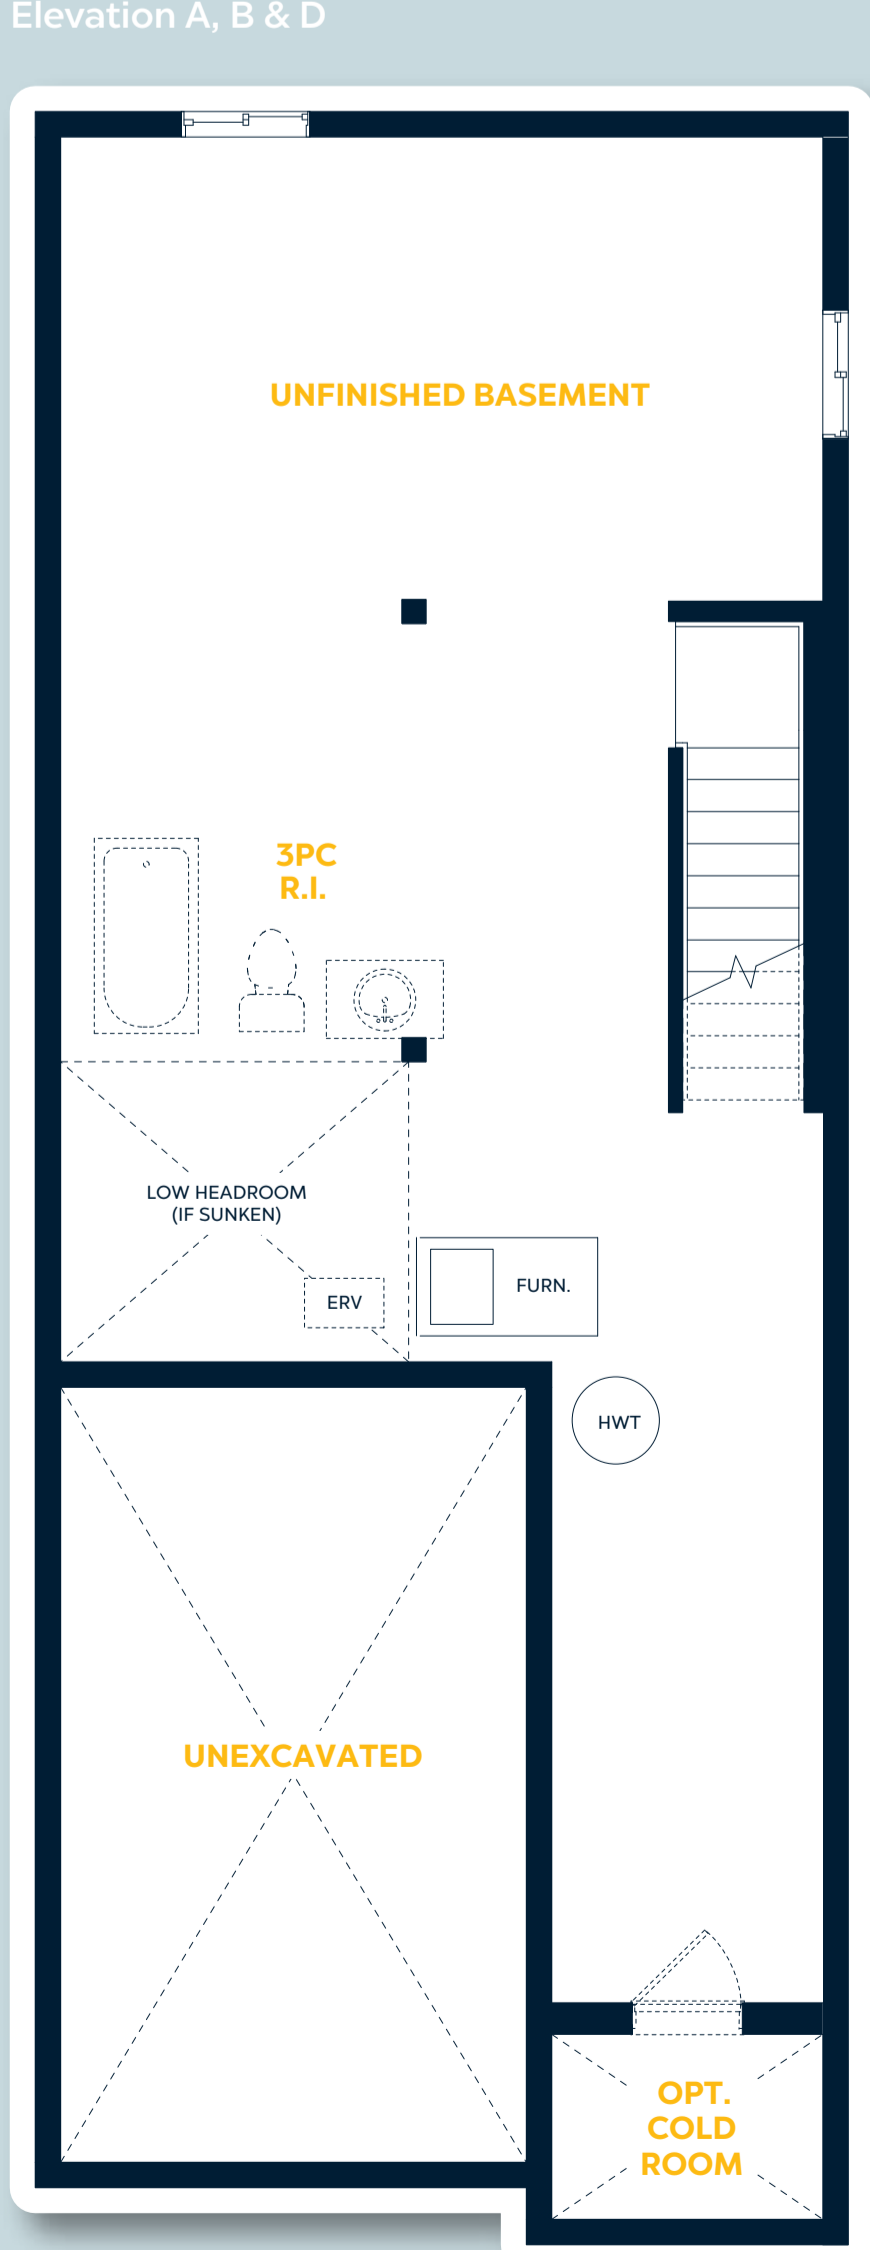 Elevation A, B & D
UNFINISHED BASEMENT
3PC
R.I.
LOW HEADROOM
(IF SUNKEN)
ERV
FURN.
HWT
UNEXCAVATED
OPT.
COLD
ROOM